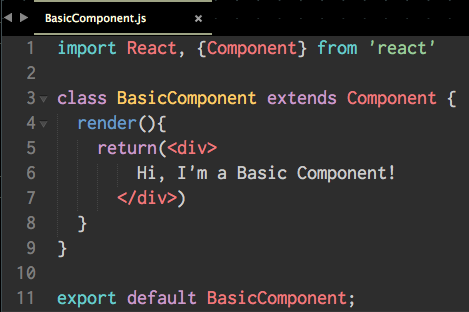 BasicComponent.js ×
1 import React, {Component} from 'react'
2
3 class BasicComponent extends Component {
4   render(){
5     return(<div>
6         Hi, I'm a Basic Component!
7       </div>)
8   }
9 }
10
11 export default BasicComponent;